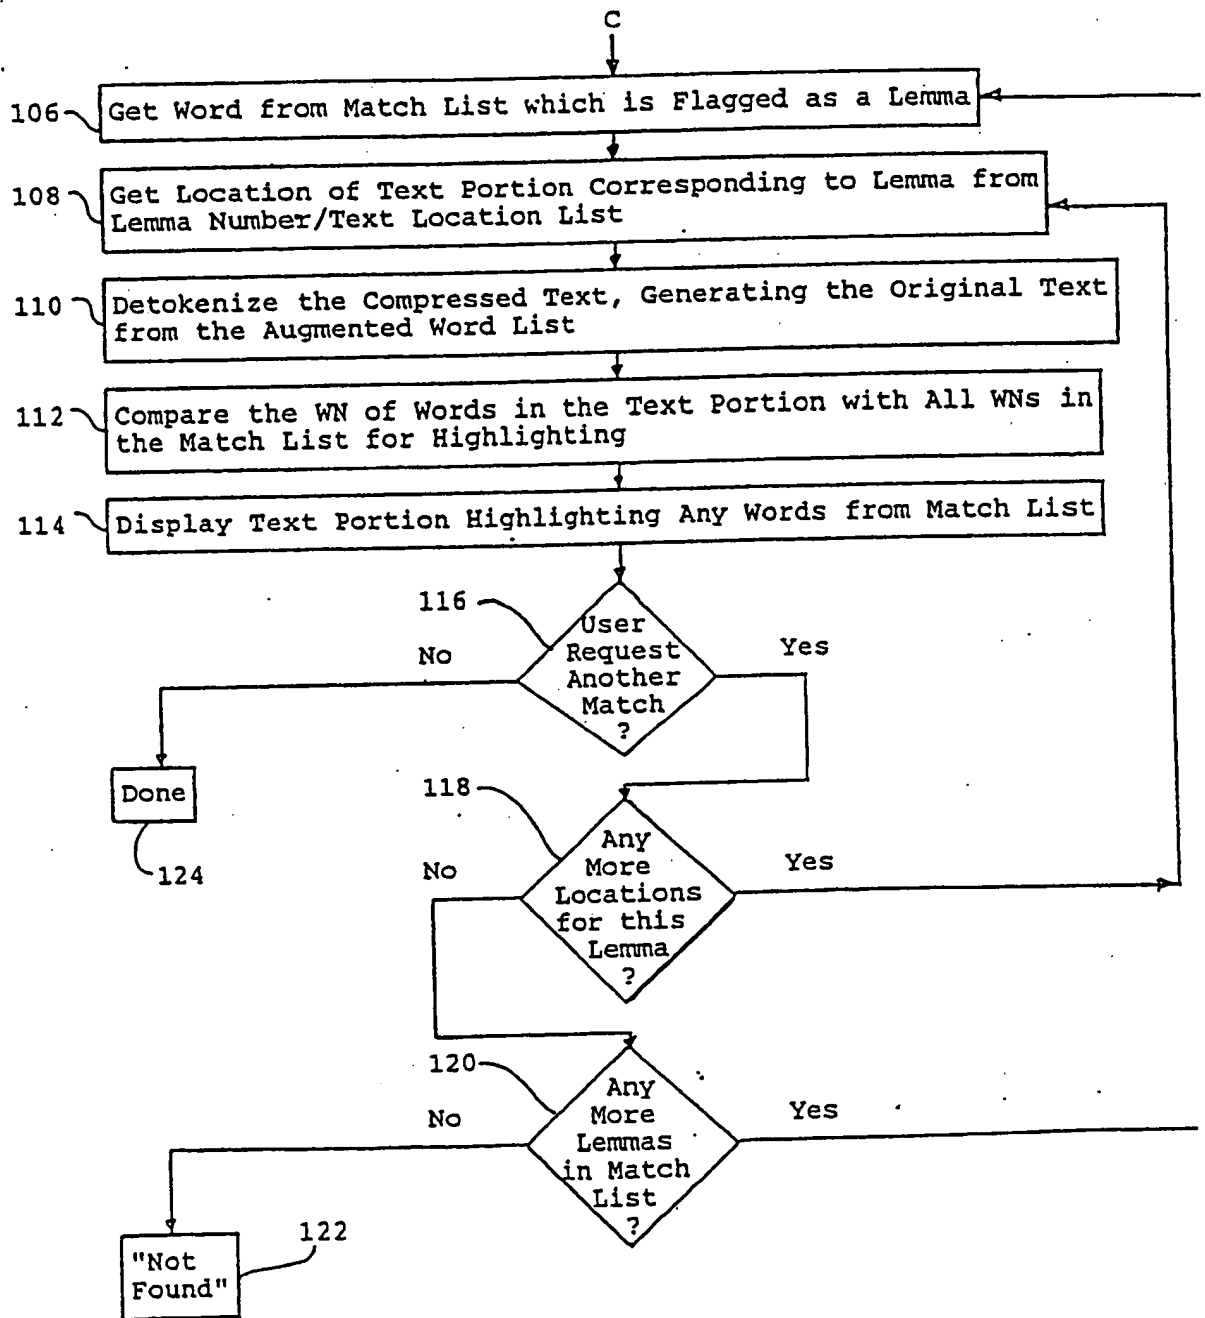 C
106
Get Word from Match List which is Flagged as a Lemma
108
Get Location of Text Portion Corresponding to Lemma from
Lemma Number/Text Location List
110
Detokenize the Compressed Text, Generating the Original Text
from the Augmented Word List
112
Compare the WN of Words in the Text Portion with All WNs in
the Match List for Highlighting
114
Display Text Portion Highlighting Any Words from Match List
116
User
Request
Another
Match
?
No
Yes
Done
124
118
Any
More
Locations
for this
Lemma
?
No
Yes
120
Any
More
Lemmas
in Match
List
?
No
Yes
"Not
Found"
122